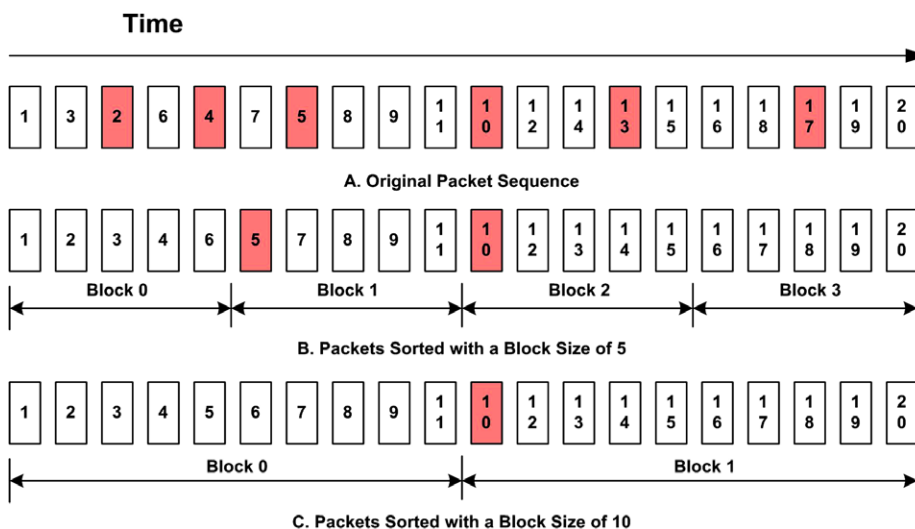 Time
1 3 2 6 4 7 5 8 9 11 10 12 14 13 15 16 18 17 19 20
A. Original Packet Sequence
1 2 3 4 6 5 7 8 9 11 10 12 13 14 15 16 17 18 19 20
Block 0 Block 1 Block 2 Block 3
B. Packets Sorted with a Block Size of 5
1 2 3 4 5 6 7 8 9 11 10 12 13 14 15 16 17 18 19 20
Block 0 Block 1
C. Packets Sorted with a Block Size of 10